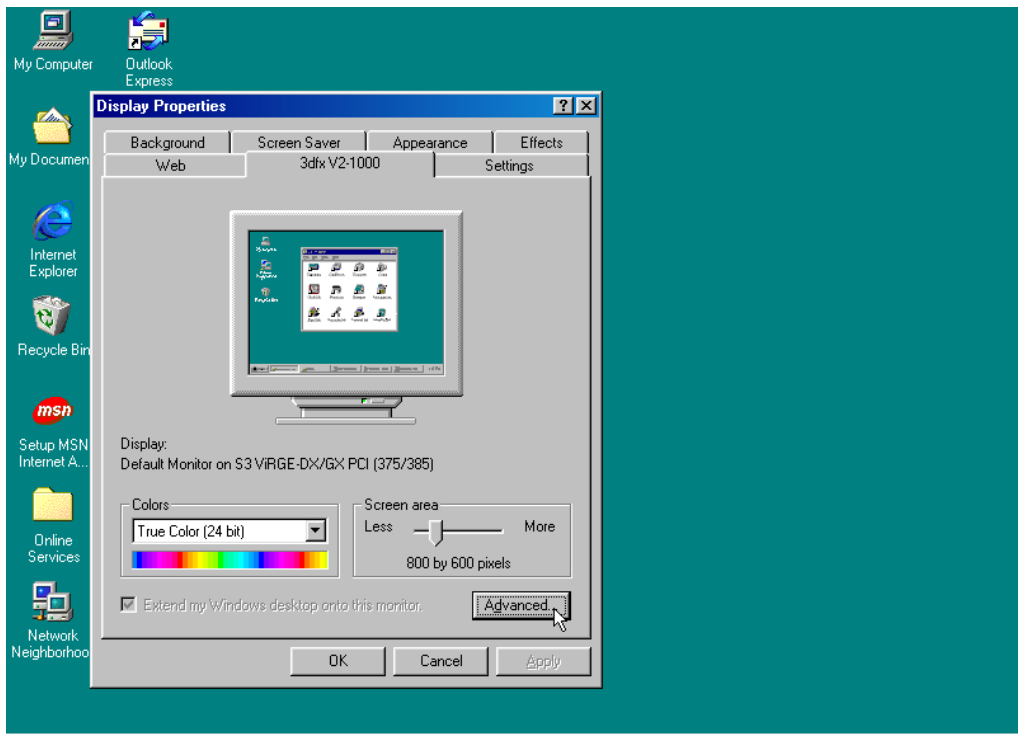 My Computer
Outlook
Express
My Documen
Internet
Explorer
Recycle Bin
msn
Setup MSN
Internet A...
Online
Services
Network
Neighborhoo
Display Properties
Background
Screen Saver
Appearance
Effects
Web
3dfx V2-1000
Settings
Display:
Default Monitor on S3 ViRGE-DX/GX PCI (375/385)
Colors
True Color (24 bit)
Screen area
Less
More
800 by 600 pixels
Extend my Windows desktop onto this monitor.
Advanced...
OK
Cancel
Apply